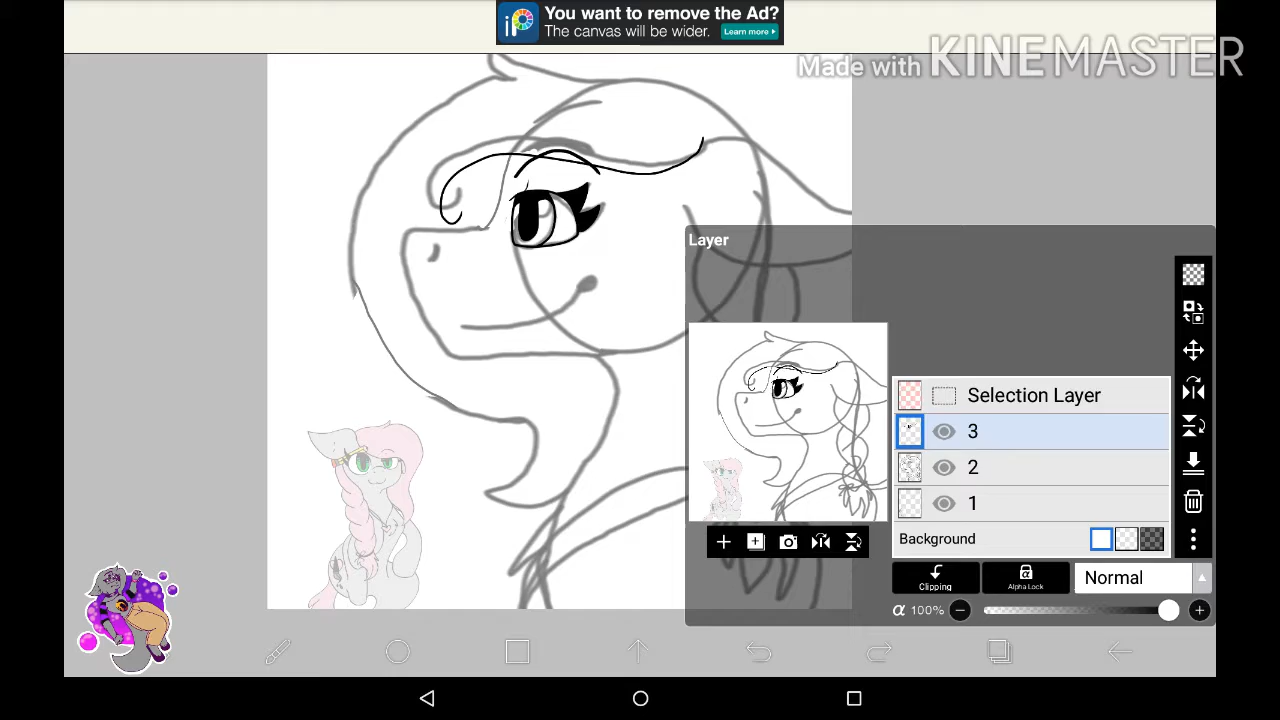 You want to remove the Ad?
The canvas will be wider. Learn more
Made with KINEMASTER
Layer
Selection Layer
3
2
1
Background
Clipping
Alpha Lock
Normal
α 100%